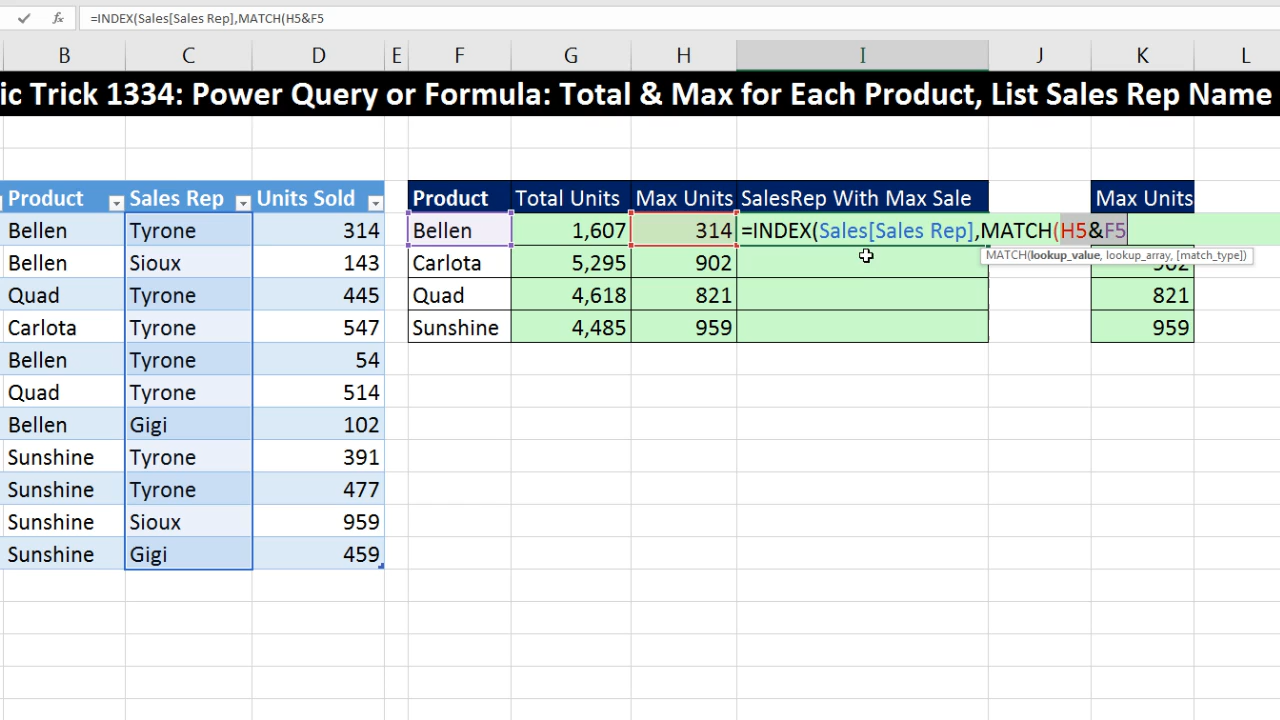 =INDEX(Sales[Sales Rep],MATCH(H5&F5
B C D E F G H I J K L
ic Trick 1334: Power Query or Formula: Total & Max for Each Product, List Sales Rep Name
Product Sales Rep Units Sold Product Total Units Max Units SalesRep With Max Sale Max Units
Bellen Tyrone 314 Bellen 1,607 314 =INDEX(Sales[Sales Rep],MATCH(H5&F5
MATCH(lookup_value, lookup_array, [match_type])
Bellen Sioux 143 Carlota 5,295 902 902
Quad Tyrone 445 Quad 4,618 821 821
Carlota Tyrone 547 Sunshine 4,485 959 959
Bellen Tyrone 54
Quad Tyrone 514
Bellen Gigi 102
Sunshine Tyrone 391
Sunshine Tyrone 477
Sunshine Sioux 959
Sunshine Gigi 459